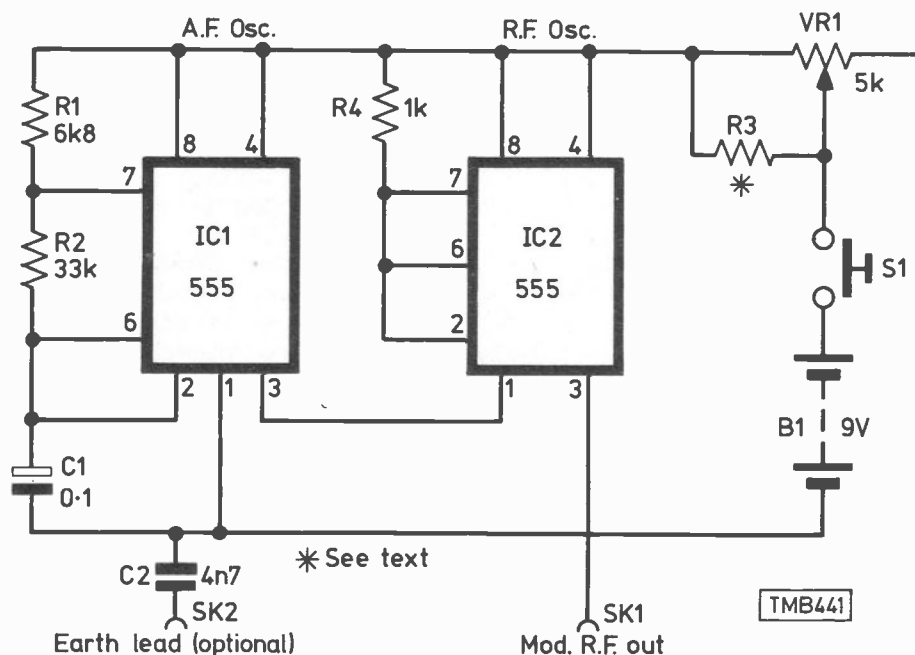 A.F. Osc.
R.F. Osc.
VR1
5k
R1
6k8
R4
1k
8
4
8
4
R3
*
7
7
R2
33k
IC1
555
6
IC2
555
S1
6
2
2
1
3
1
3
B1
9V
C1
0·1
* See text
C2
4n7
SK2
SK1
TMB441
Earth lead (optional)
Mod. R.F. out